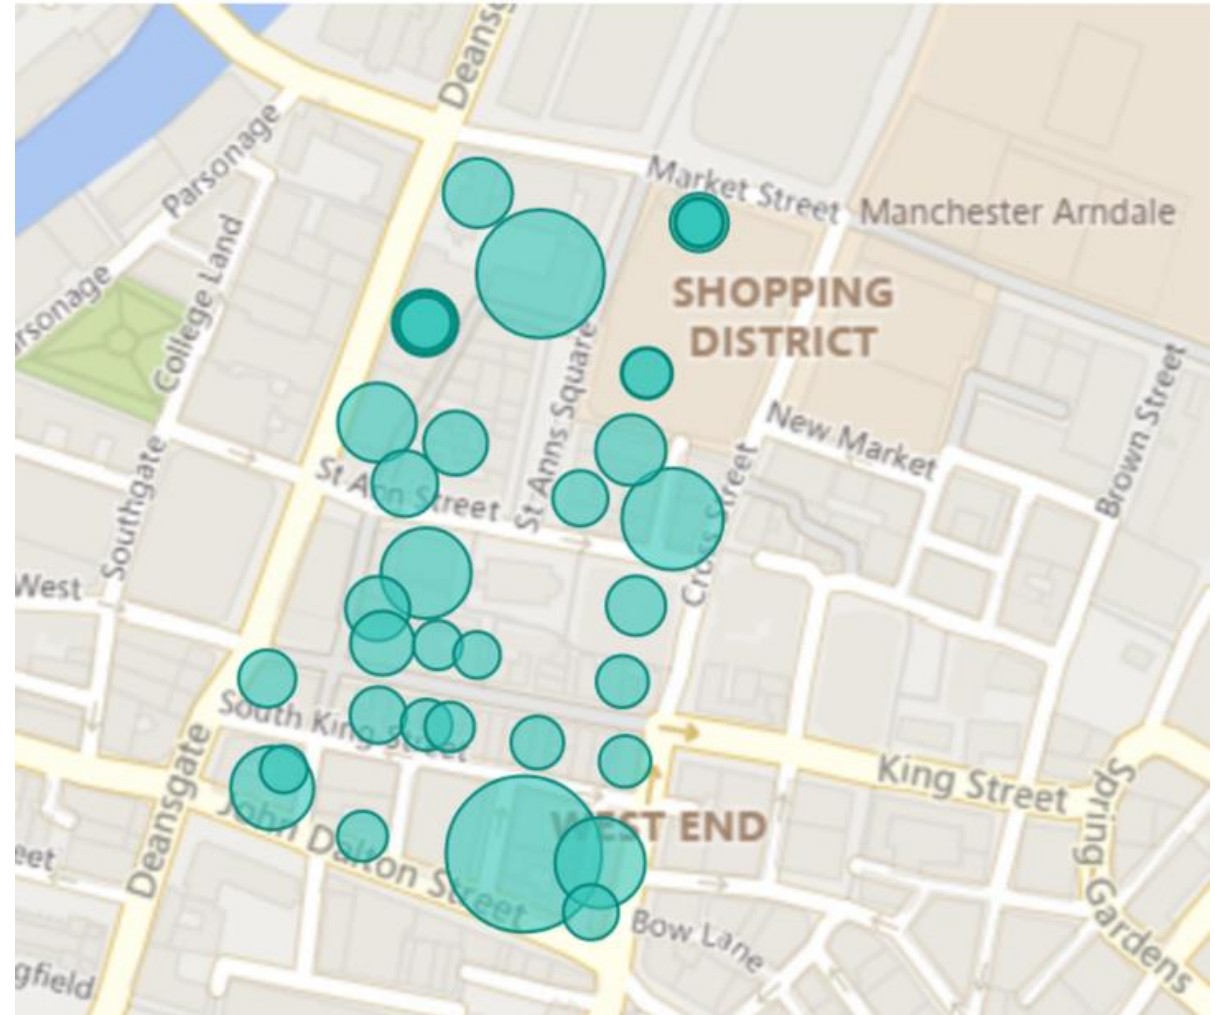 Deansg
Parsonage
Market Street
Manchester Arndale
College Land
SHOPPING
DISTRICT
arsonage
St Anns Square
Brown Street
New Market
Southgate
St Ann Street
Cross Street
West
South King Street
Deansgate
King Street
Spring Gardens
WEST END
John Dalton Street
eet
Bow Lane
gfield